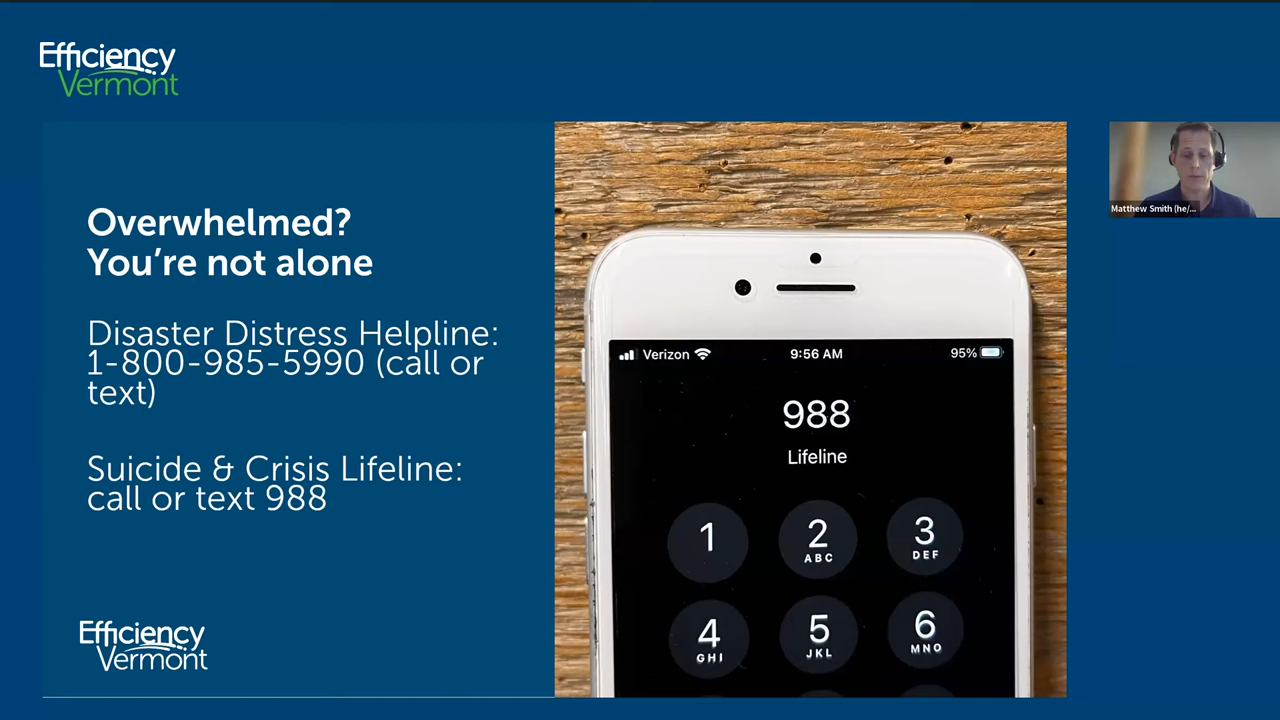 Efficiency
Vermont
Overwhelmed?
You're not alone
Disaster Distress Helpline:
1-800-985-5990 (call or
text)
Suicide & Crisis Lifeline:
call or text 988
Efficiency
Vermont
Verizon 9:56 AM 95%
988
Lifeline
1 2 3
ABC DEF
4 5 6
GHI JKL MNO
Matthew Smith (he/...